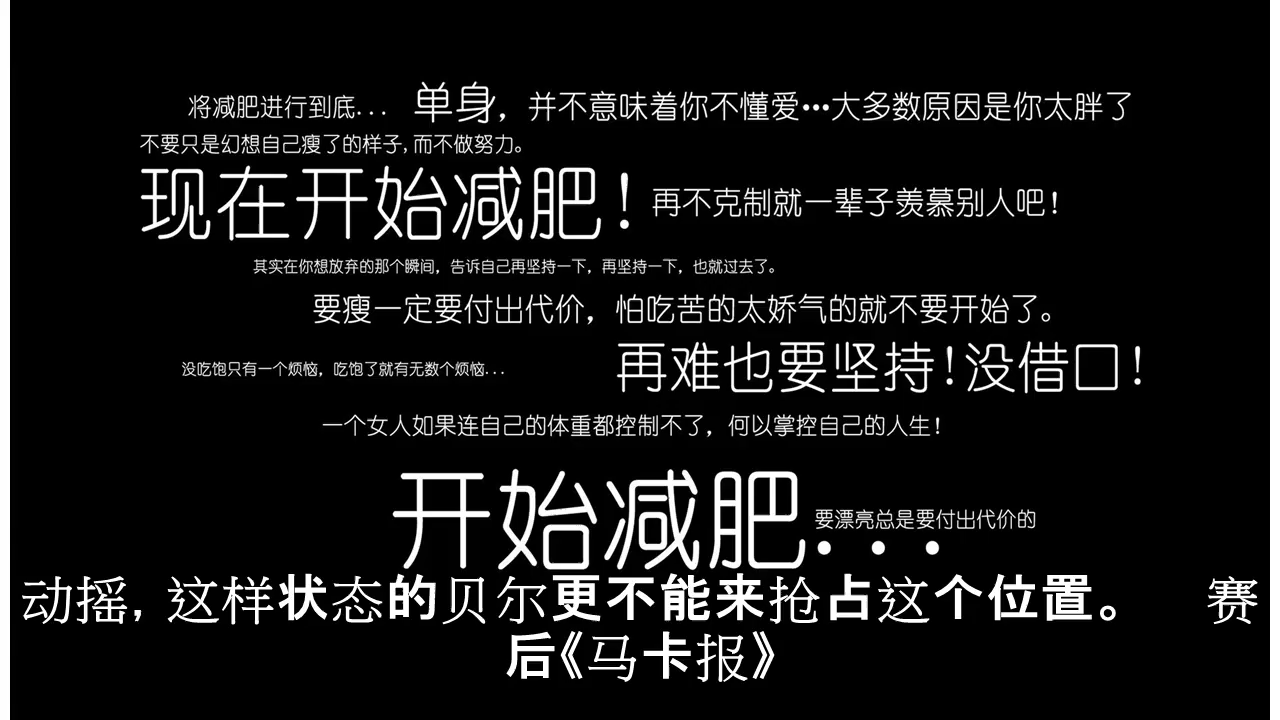 将减肥进行到底... 单身，并不意味着你不懂爱…大多数原因是你太胖了
不要只是幻想自己瘦了的样子,而不做努力。
现在开始减肥！再不克制就一辈子羡慕别人吧！
其实在你想放弃的那个瞬间，告诉自己再坚持一下，再坚持一下，也就过去了。
要瘦一定要付出代价，怕吃苦的太娇气的就不要开始了。
没吃饱只有一个烦恼，吃饱了就有无数个烦恼... 再难也要坚持！没借口！
一个女人如果连自己的体重都控制不了，何以掌控自己的人生！
开始减肥... 要漂亮总是要付出代价的
动摇，这样状态的贝尔更不能来抢占这个位置。 赛
后《马卡报》